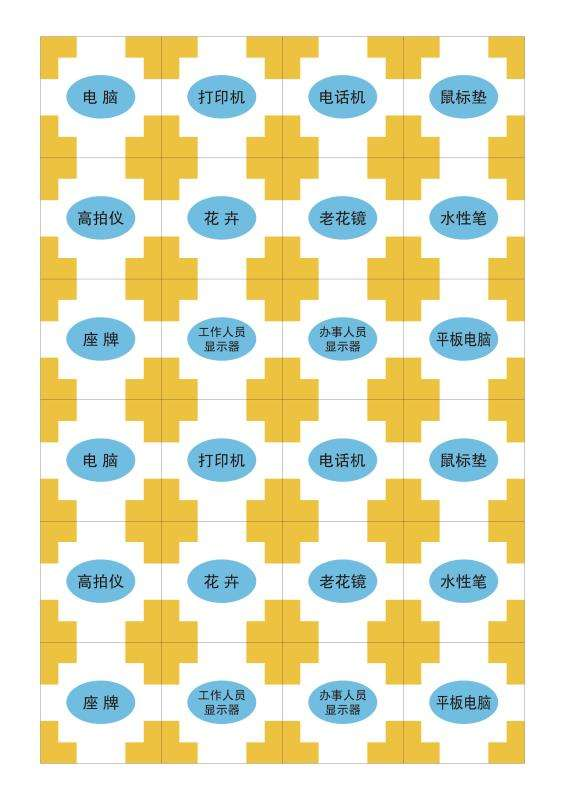 电脑
打印机
电话机
鼠标垫
高拍仪
花卉
老花镜
水性笔
座牌
工作人员
显示器
办事人员
显示器
平板电脑
电脑
打印机
电话机
鼠标垫
高拍仪
花卉
老花镜
水性笔
座牌
工作人员
显示器
办事人员
显示器
平板电脑